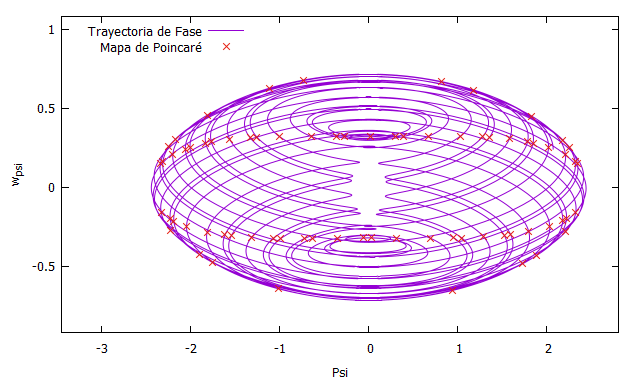 Trayectoria de Fase
Mapa de Poincaré
1
0.5
0
-0.5
w_psi
-3
-2
-1
0
1
2
Psi